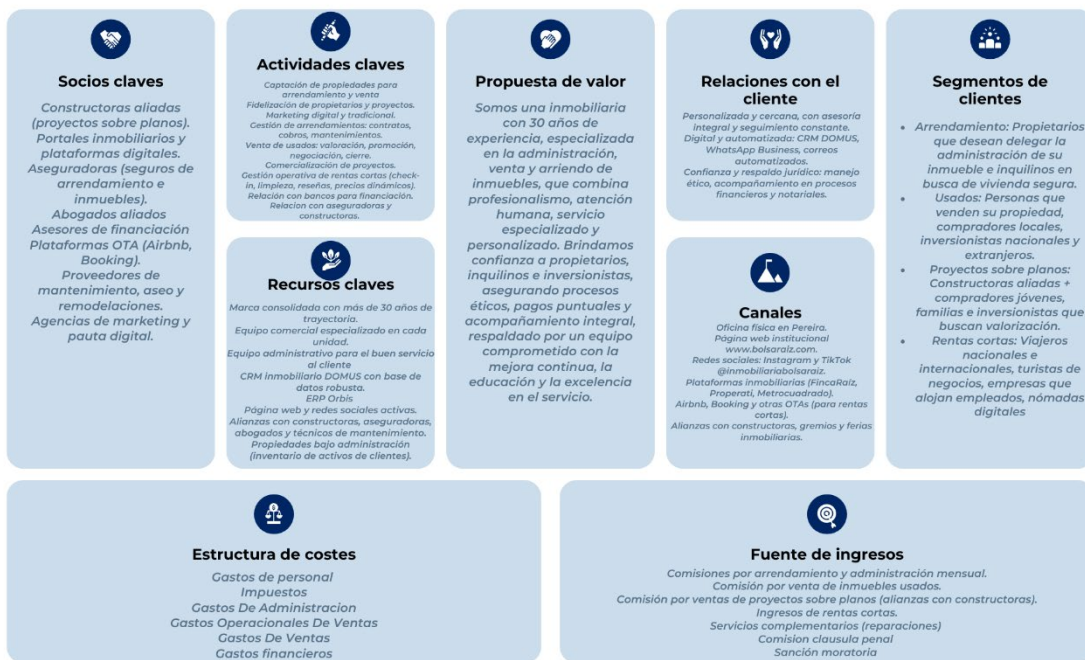 Socios claves
Constructoras aliadas
(proyectos sobre planos).
Portales inmobiliarios y
plataformas digitales.
Aseguradoras (seguros de
arrendamiento e
inmuebles).
Abogados aliados
Asesores de financiación
Plataformas OTA (Airbnb,
Booking).
Proveedores de
mantenimiento, aseo y
remodelaciones.
Agencias de marketing y
pauta digital.
Actividades claves
Captación de propiedades para
arrendamiento y venta
Fidelización de propietarios y proyectos.
Marketing digital y tradicional.
Gestión de arrendamientos: contratos,
cobros, mantenimientos.
Venta de usados: valoración, promoción,
negociación, cierre.
Comercialización de proyectos.
Gestión operativa de rentas cortas (check-
in, limpieza, reseñas, precios dinámicos).
Relación con bancos para financiación.
Relacion con aseguradoras y
constructoras.
Recursos claves
Marca consolidada con más de 30 años de
trayectoria.
Equipo comercial especializado en cada
unidad.
Equipo administrativo para el buen servicio
al cliente
CRM Inmobiliario DOMUS con base de
datos robusta.
ERP Orbis
Página web y redes sociales activas.
Alianzas con constructoras, aseguradoras,
abogados y técnicos de mantenimiento.
Propiedades bajo administración
(inventario de activos de clientes).
Propuesta de valor
Somos una inmobiliaria
con 30 años de
experiencia, especializada
en la administración,
venta y arriendo de
inmuebles, que combina
profesionalismo, atención
humana, servicio
especializado y
personalizado. Brindamos
confianza a propietarios,
inquilinos e inversionistas,
asegurando procesos
éticos, pagos puntuales y
acompañamiento integral,
respaldado por un equipo
comprometido con la
mejora continua, la
educación y la excelencia
en el servicio.
Relaciones con el
cliente
Personalizada y cercana, con asesoría
integral y seguimiento constante.
Digital y automatizada: CRM DOMUS,
WhatsApp Business, correos
automatizados.
Confianza y respaldo jurídico: manejo
ético, acompañamiento en procesos
financieros y notariales.
Canales
Oficina física en Pereira.
Página web institucional
www.bolsaraiz.com.
Redes sociales: Instagram y TikTok
@inmobiliariabolsaraiz.
Plataformas inmobiliarias (FincaRaíz,
Properati, Metrocuadrado).
Airbnb, Booking y otras OTAs (para rentas
cortas).
Alianzas con constructoras, gremios y ferias
inmobiliarias.
Segmentos de
clientes
• Arrendamiento: Propietarios
que desean delegar la
administración de su
inmueble e inquilinos en
busca de vivienda segura.
• Usados: Personas que
venden su propiedad,
compradores locales,
inversionistas nacionales y
extranjeros.
• Proyectos sobre planos:
Constructoras aliadas +
compradores jóvenes,
familias e inversionistas que
buscan valorización.
• Rentas cortas: Viajeros
nacionales e
internacionales, turistas de
negocios, empresas que
alojan empleados, nómadas
digitales
Estructura de costes
Gastos de personal
Impuestos
Gastos De Administracion
Gastos Operacionales De Ventas
Gastos De Ventas
Gastos financieros
Fuente de ingresos
Comisiones por arrendamiento y administración mensual.
Comisión por venta de inmuebles usados.
Comisión por ventas de proyectos sobre planos (alianzas con constructoras).
Ingresos de rentas cortas.
Servicios complementarios (reparaciones)
Comision clausula penal
Sanción moratoria